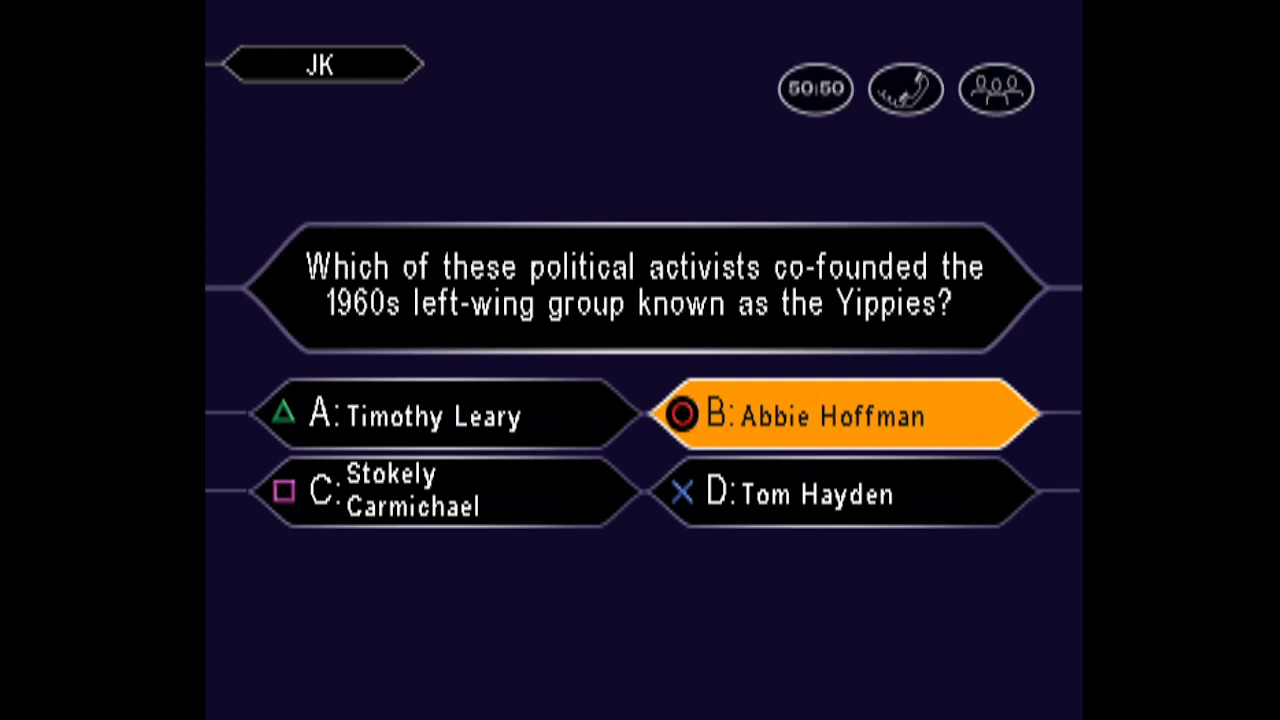 JK
50:50
Which of these political activists co-founded the
1960s left-wing group known as the Yippies?
A: Timothy Leary
B: Abbie Hoffman
C: Stokely
Carmichael
D: Tom Hayden